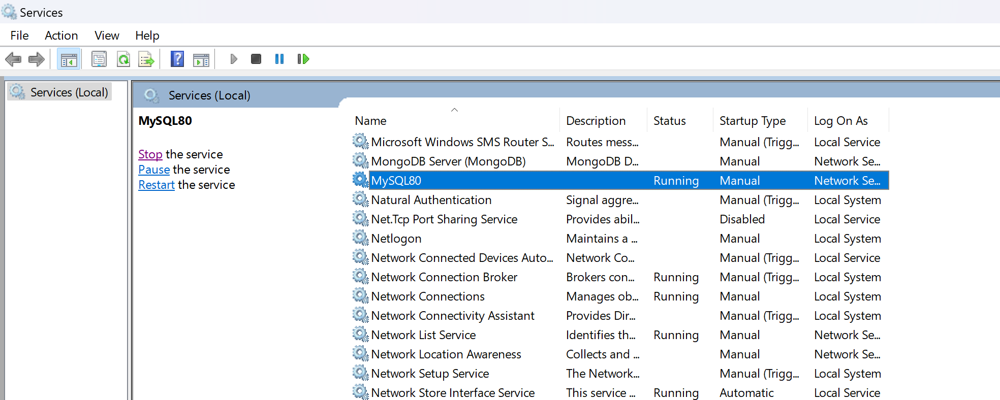 Services
File Action View Help
Services (Local)
Services (Local)
MySQL80
Stop the service
Pause the service
Restart the service
Name Description Status Startup Type Log On As
Microsoft Windows SMS Router S... Routes mess... Manual (Trigg... Local Service
MongoDB Server (MongoDB) MongoDB D... Manual Network Se...
MySQL80 Running Manual Network Se...
Natural Authentication Signal aggre... Manual (Trigg... Local System
Net.Tcp Port Sharing Service Provides abil... Disabled Local Service
Netlogon Maintains a ... Manual Local System
Network Connected Devices Auto... Network Co... Manual (Trigg... Local Service
Network Connection Broker Brokers con... Running Manual (Trigg... Local System
Network Connections Manages ob... Running Manual Local System
Network Connectivity Assistant Provides Dir... Manual (Trigg... Local System
Network List Service Identifies th... Running Manual Network Se...
Network Location Awareness Collects and ... Manual Network Se...
Network Setup Service The Network... Manual (Trigg... Local System
Network Store Interface Service This service ... Running Automatic Local Service